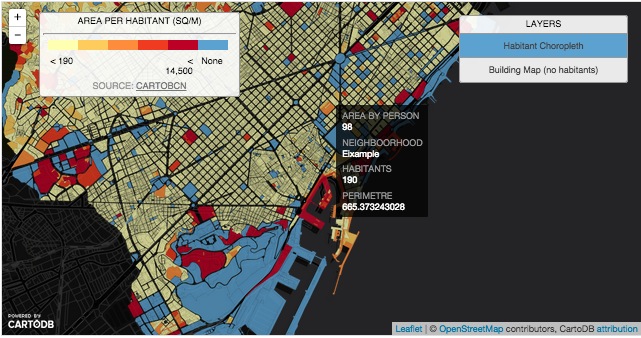 +
−
AREA PER HABITANT (SQ/M)
< 190 < None
14,500
SOURCE: CARTOBCN
LAYERS
Habitant Choropleth
Building Map (no habitants)
AREA BY PERSON
98
NEIGHBOORHOOD
Eixample
HABITANTS
190
PERIMETRE
665.373243028
POWERED BY
CARTODB
Leaflet | © OpenStreetMap contributors, CartoDB attribution